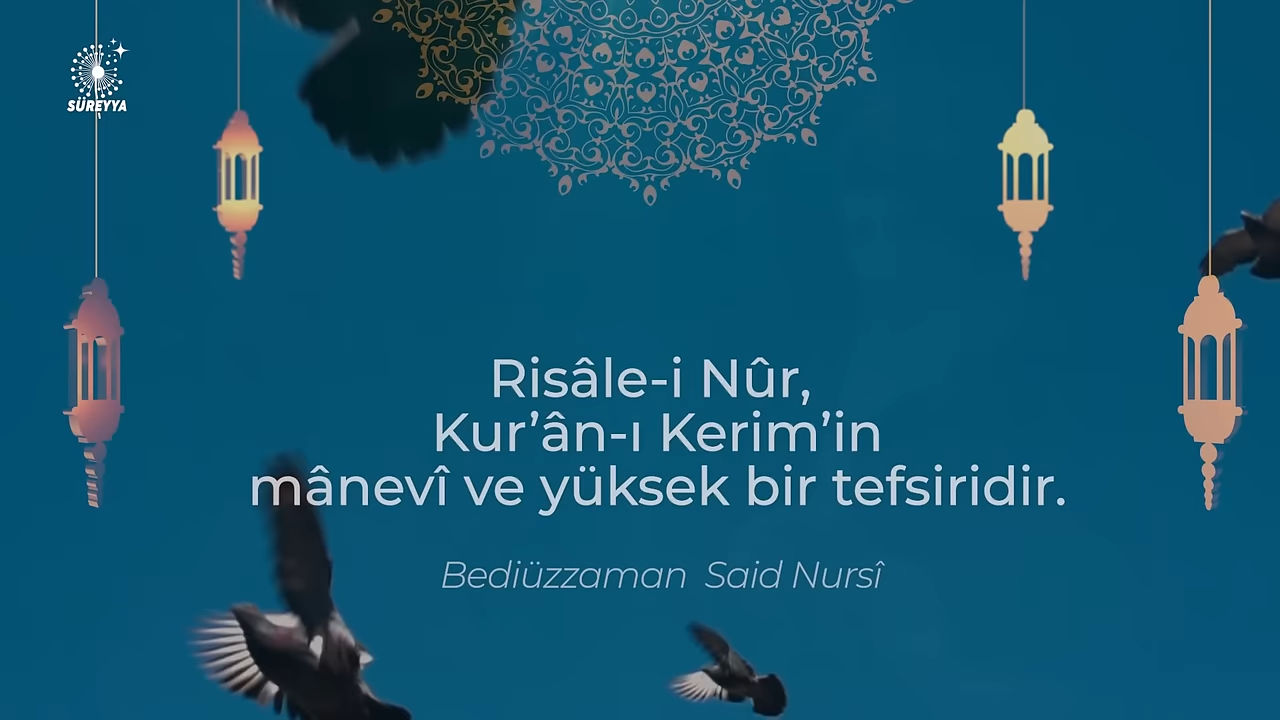 SÜREYYA
Risâle-i Nûr,
Kur’ân-ı Kerim’in
mânevî ve yüksek bir tefsiridir.
Bediüzzaman Said Nursî